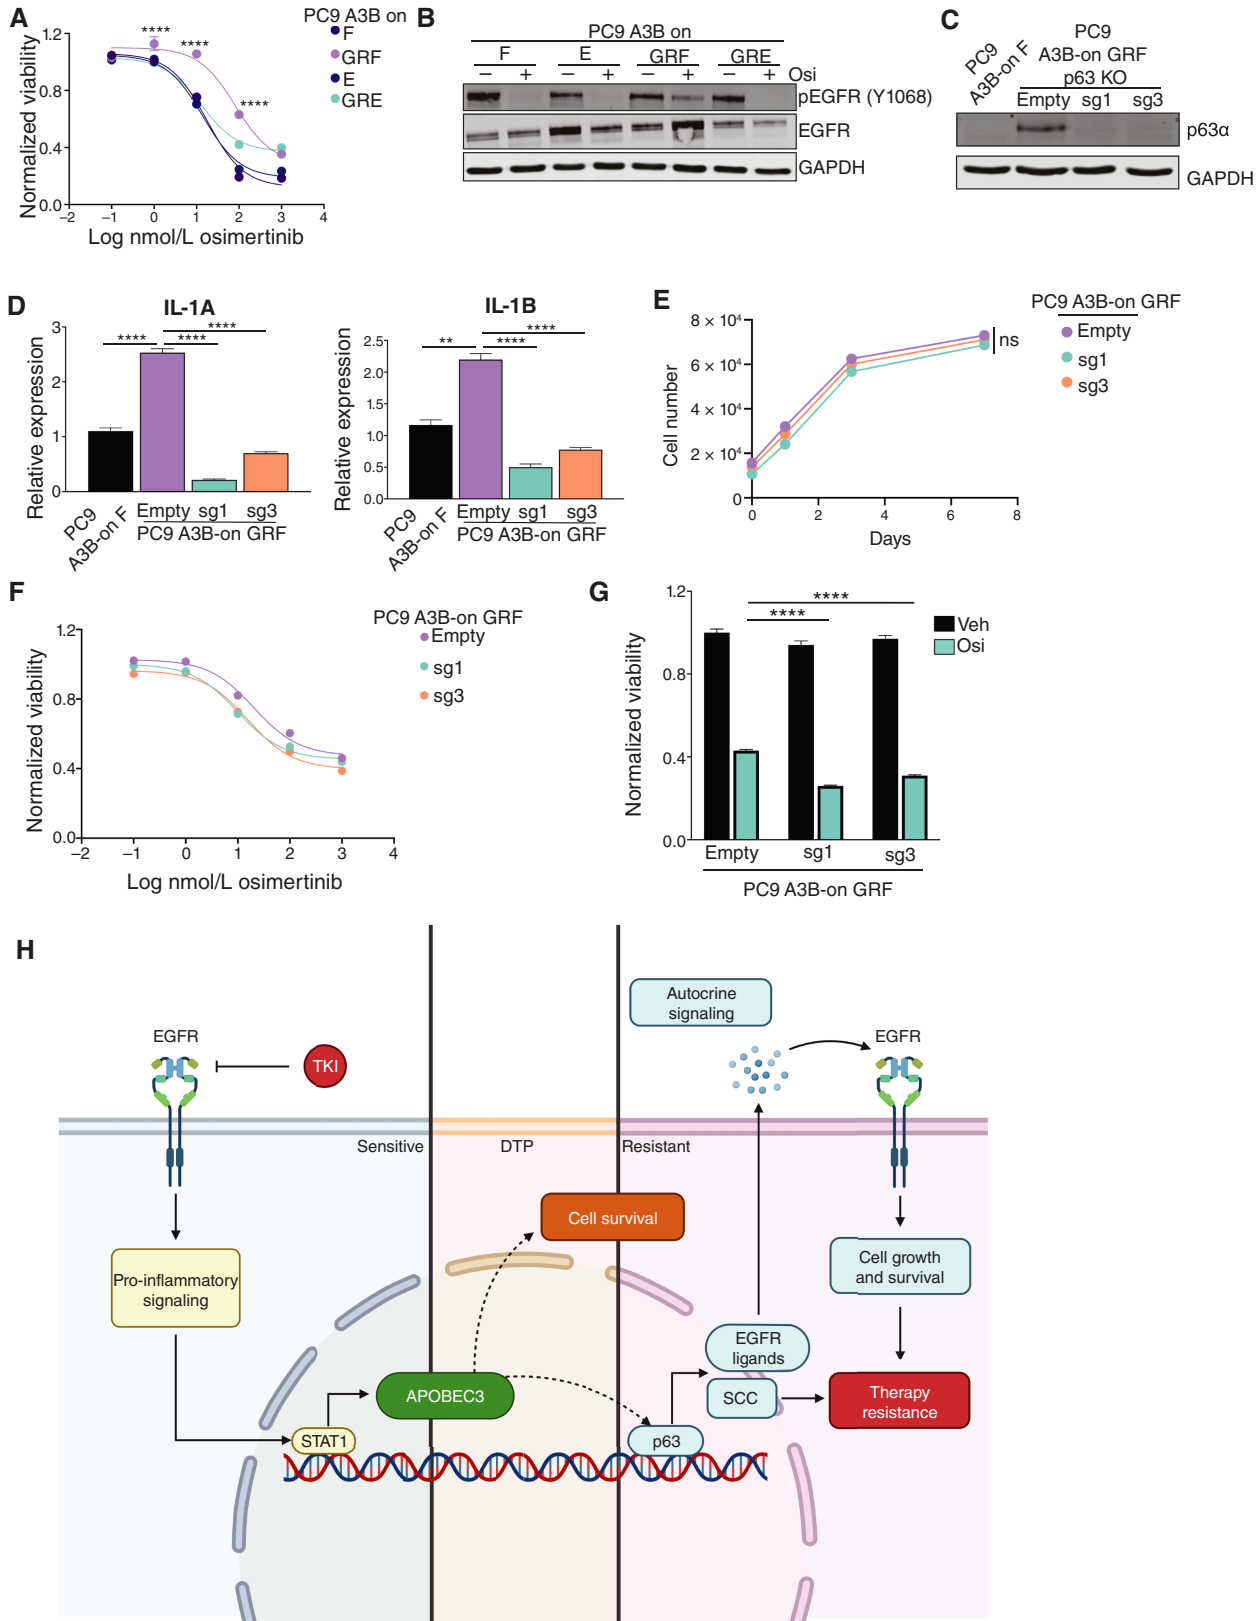 A
PC9 A3B on
F
GRF
E
GRE
1.2
0.8
0.4
0.0
Normalized viability
****
****
****
−2 −1 0 1 2 3 4
Log nmol/L osimertinib
B
PC9 A3B on
F E GRF GRE
− + − + − + − + Osi
pEGFR (Y1068)
EGFR
GAPDH
C
PC9 A3B-on F
PC9
A3B-on GRF
p63 KO
Empty sg1 sg3
p63α
GAPDH
D
IL-1A
Relative expression
3
2
1
0
****
****
****
PC9 A3B-on F
Empty sg1 sg3
PC9 A3B-on GRF
IL-1B
Relative expression
2.5
2.0
1.5
1.0
0.5
0.0
**
****
****
PC9 A3B-on F
Empty sg1 sg3
PC9 A3B-on GRF
E
PC9 A3B-on GRF
Empty
sg1
sg3
8 × 10⁴
6 × 10⁴
4 × 10⁴
2 × 10⁴
0
Cell number
ns
0 2 4 6 8
Days
F
PC9 A3B-on GRF
Empty
sg1
sg3
1.2
0.8
0.4
0.0
Normalized viability
−2 −1 0 1 2 3 4
Log nmol/L osimertinib
G
1.2
0.8
0.4
0.0
Normalized viability
****
****
Veh
Osi
Empty sg1 sg3
PC9 A3B-on GRF
H
Autocrine
signaling
EGFR
TKI
EGFR
Sensitive
DTP
Resistant
Cell survival
Pro-inflammatory
signaling
Cell growth
and survival
EGFR
ligands
APOBEC3
SCC
Therapy
resistance
STAT1
p63